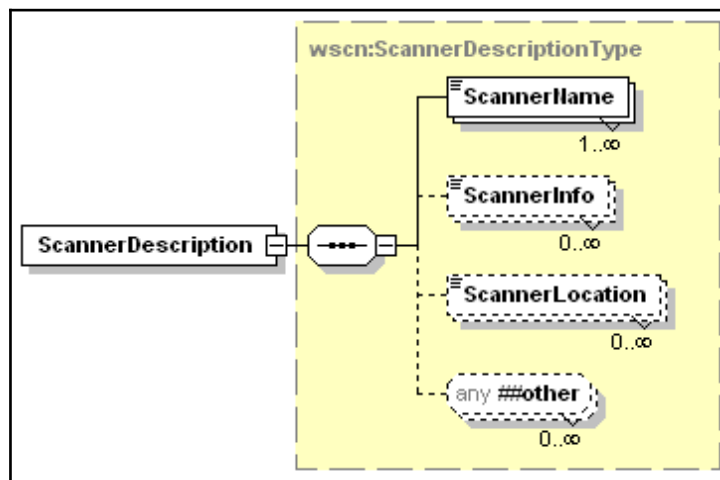 wscn:ScannerDescriptionType
ScannerName
1..∞
ScannerInfo
0..∞
ScannerDescription
ScannerLocation
0..∞
any ##other
0..∞